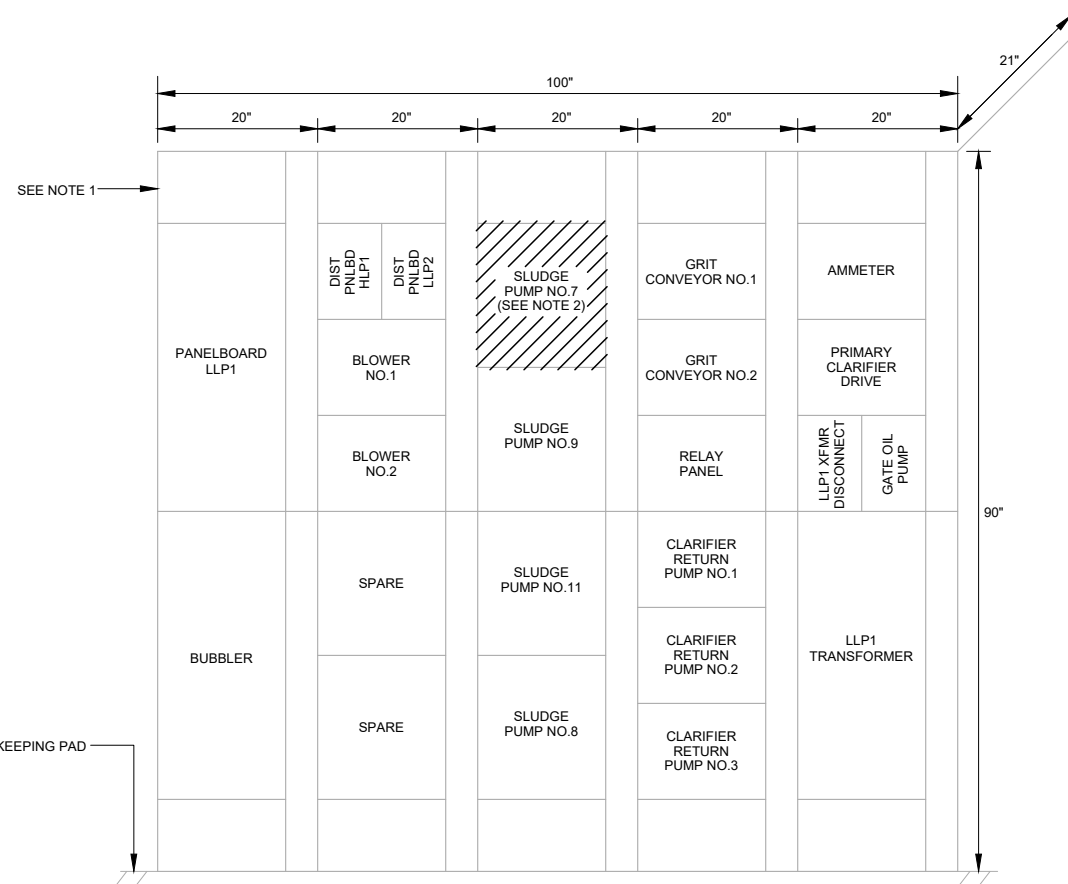 21"
100"
20"
20"
20"
20"
20"
SEE NOTE 1
PANELBOARD
LLP1
BUBBLER
DIST
PNLBD
HLP1
DIST
PNLBD
LLP2
BLOWER
NO.1
BLOWER
NO.2
SPARE
SPARE
SLUDGE
PUMP NO.7
(SEE NOTE 2)
SLUDGE
PUMP NO.9
SLUDGE
PUMP NO.11
SLUDGE
PUMP NO.8
GRIT
CONVEYOR NO.1
GRIT
CONVEYOR NO.2
RELAY
PANEL
CLARIFIER
RETURN
PUMP NO.1
CLARIFIER
RETURN
PUMP NO.2
CLARIFIER
RETURN
PUMP NO.3
AMMETER
PRIMARY
CLARIFIER
DRIVE
LLP1 XFMR
DISCONNECT
GATE OIL
PUMP
LLP1
TRANSFORMER
90"
KEEPING PAD